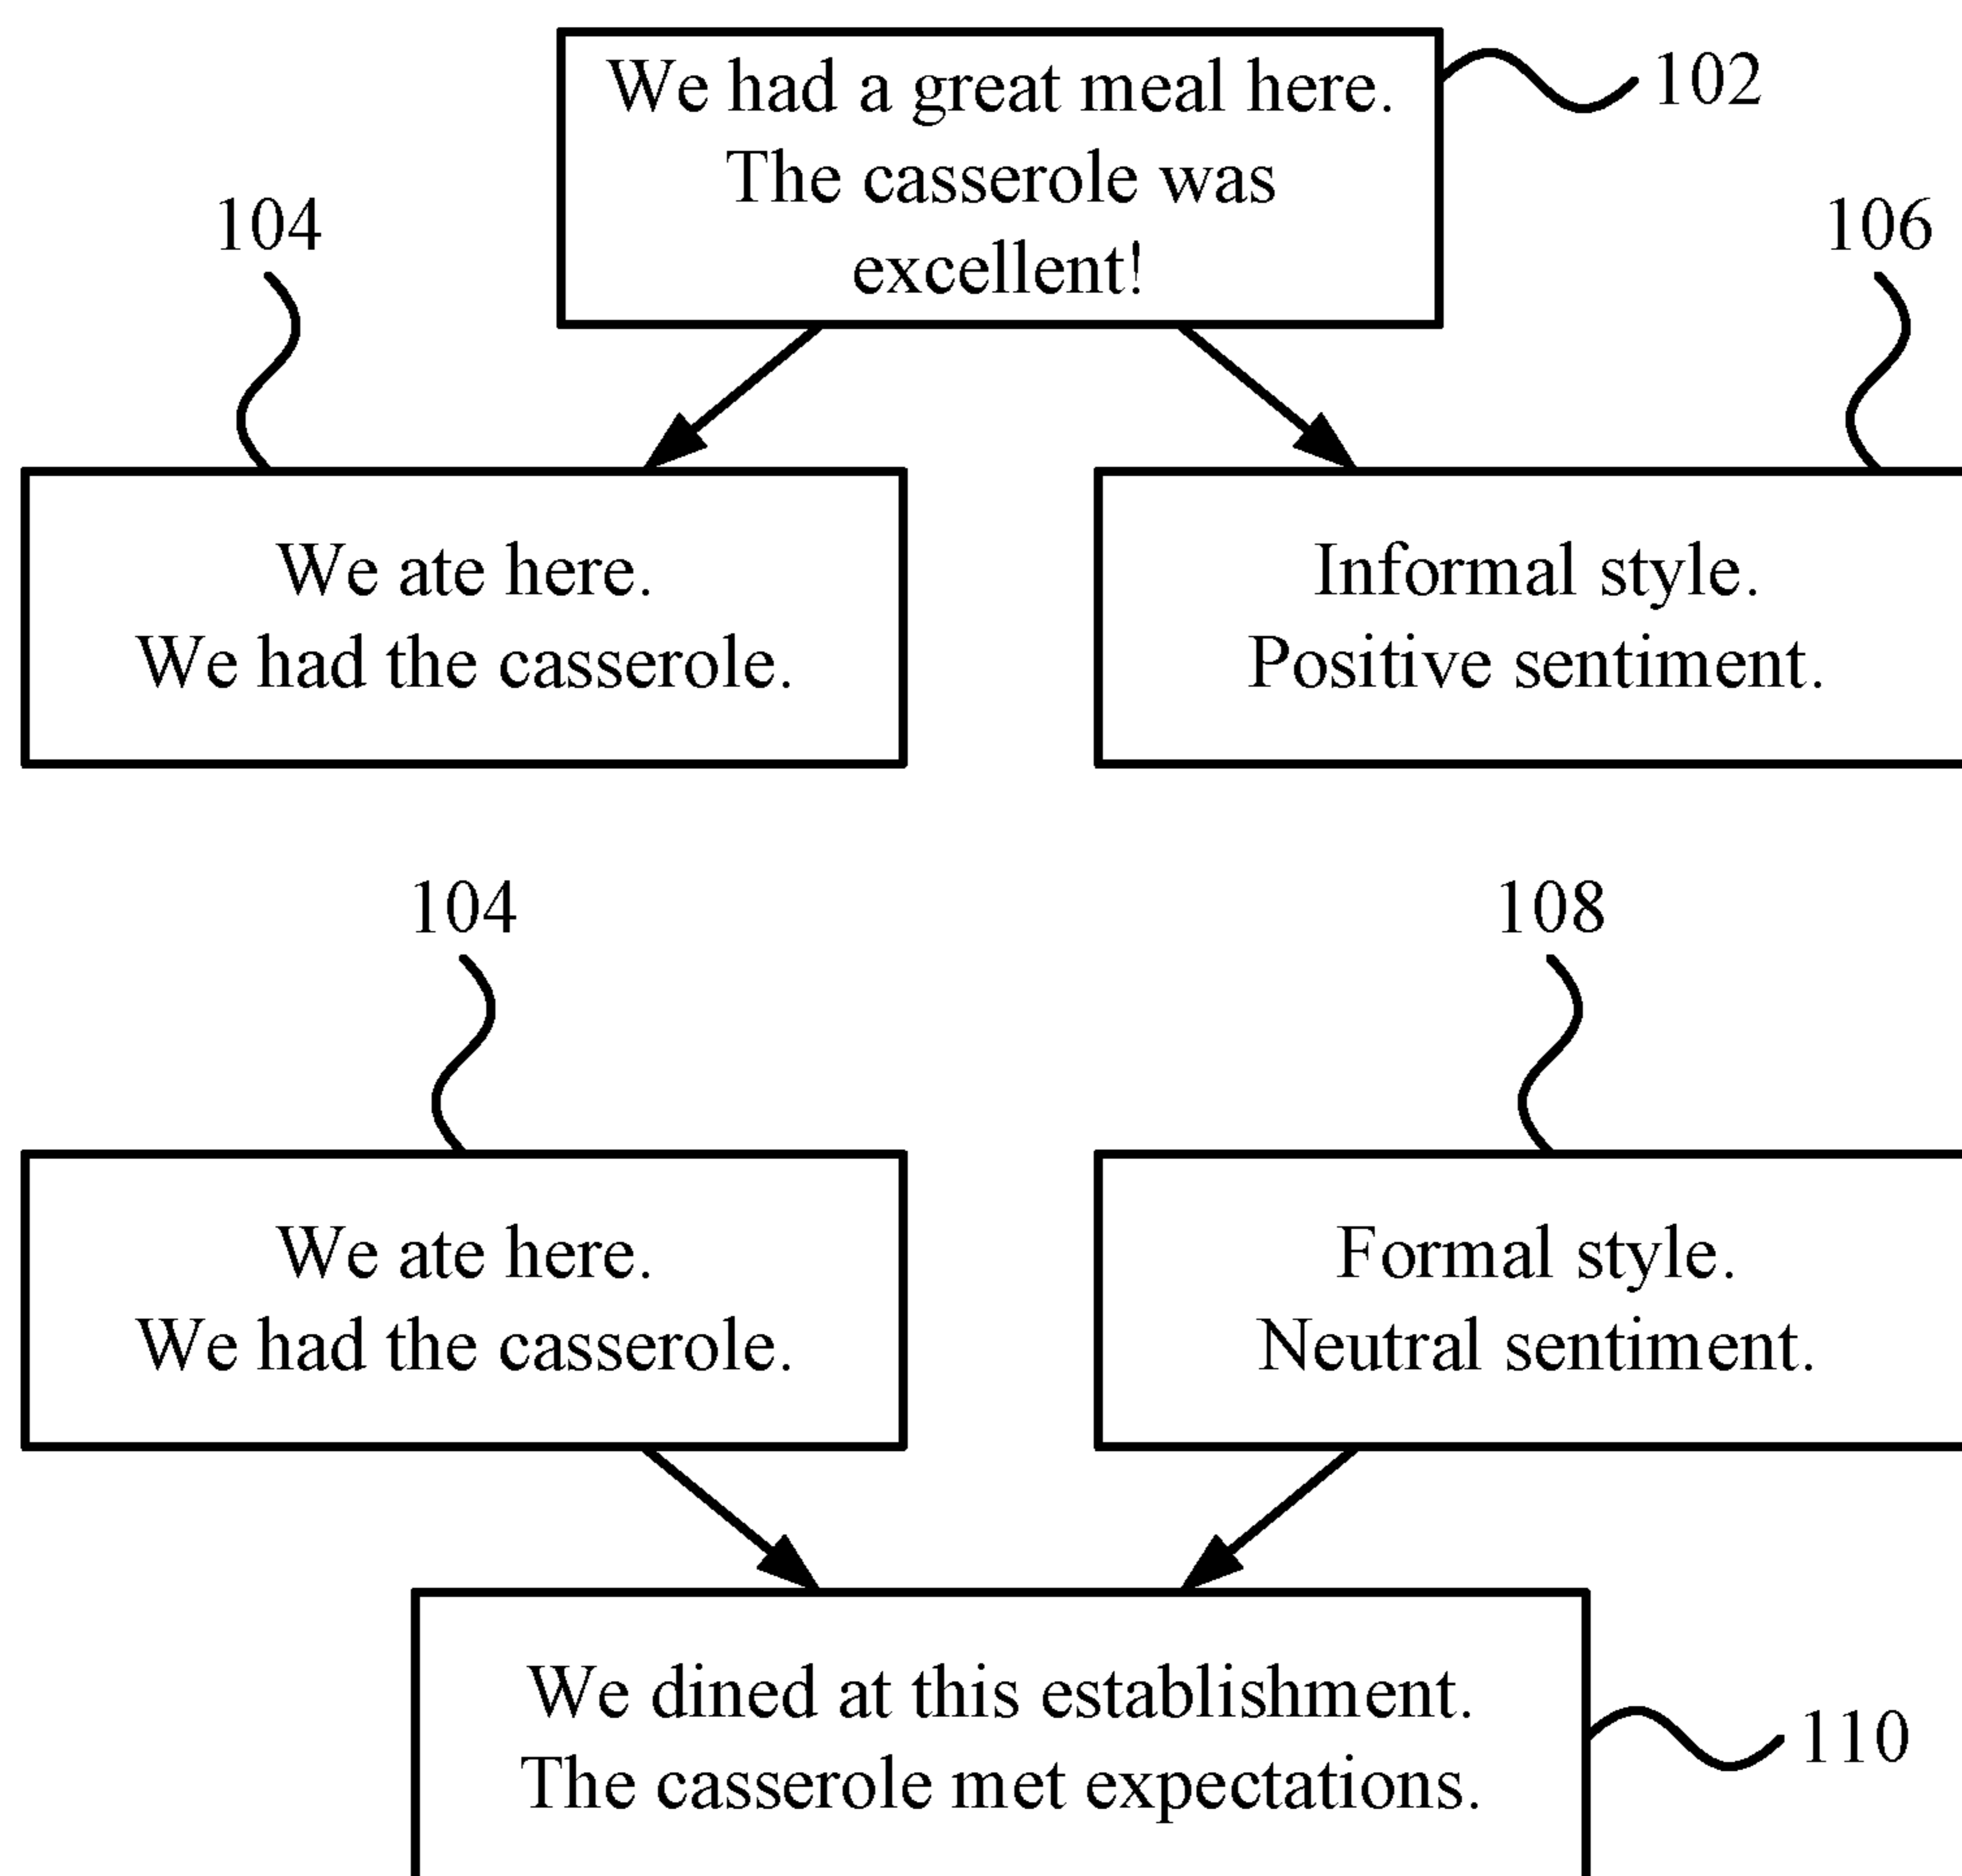 We had a great meal here.
The casserole was
excellent!
102
104
106
We ate here.
We had the casserole.
Informal style.
Positive sentiment.
104
108
We ate here.
We had the casserole.
Formal style.
Neutral sentiment.
We dined at this establishment.
The casserole met expectations.
110